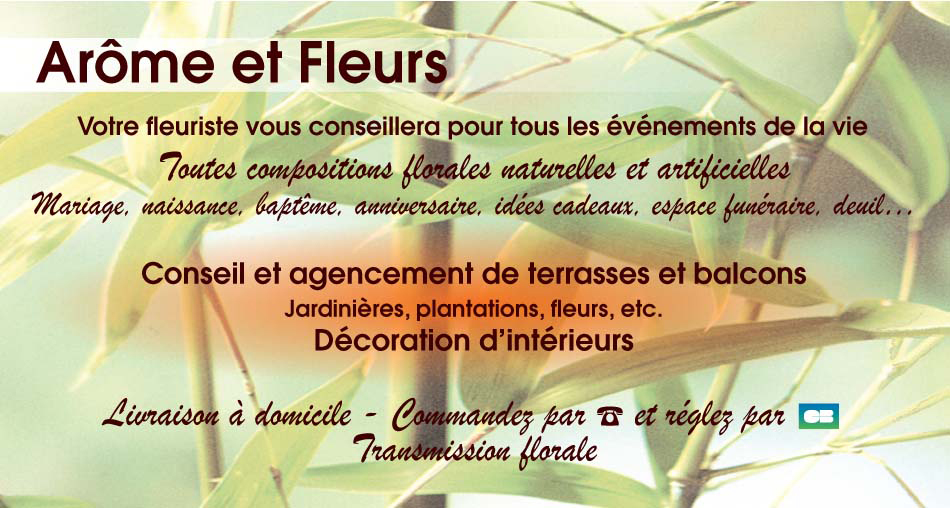 Arôme et Fleurs
Votre fleuriste vous conseillera pour tous les événements de la vie
Toutes compositions florales naturelles et artificielles
Mariage, naissance, baptême, anniversaire, idées cadeaux, espace funéraire, deuil...
Conseil et agencement de terrasses et balcons
Jardinières, plantations, fleurs, etc.
Décoration d'intérieurs
Livraison à domicile - Commandez par ☎ et réglez par CB
Transmission florale